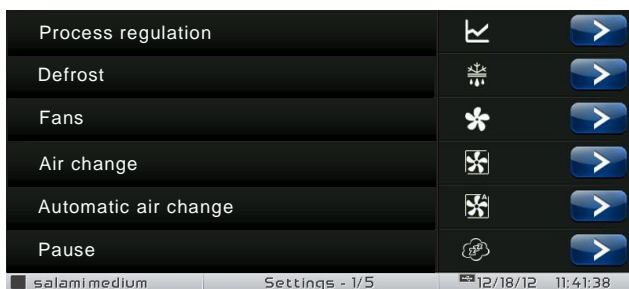 Process regulation
Defrost
Fans
Air change
Automatic air change
Pause
salamimedium Settings - 1/5 12/18/12 11:41:38